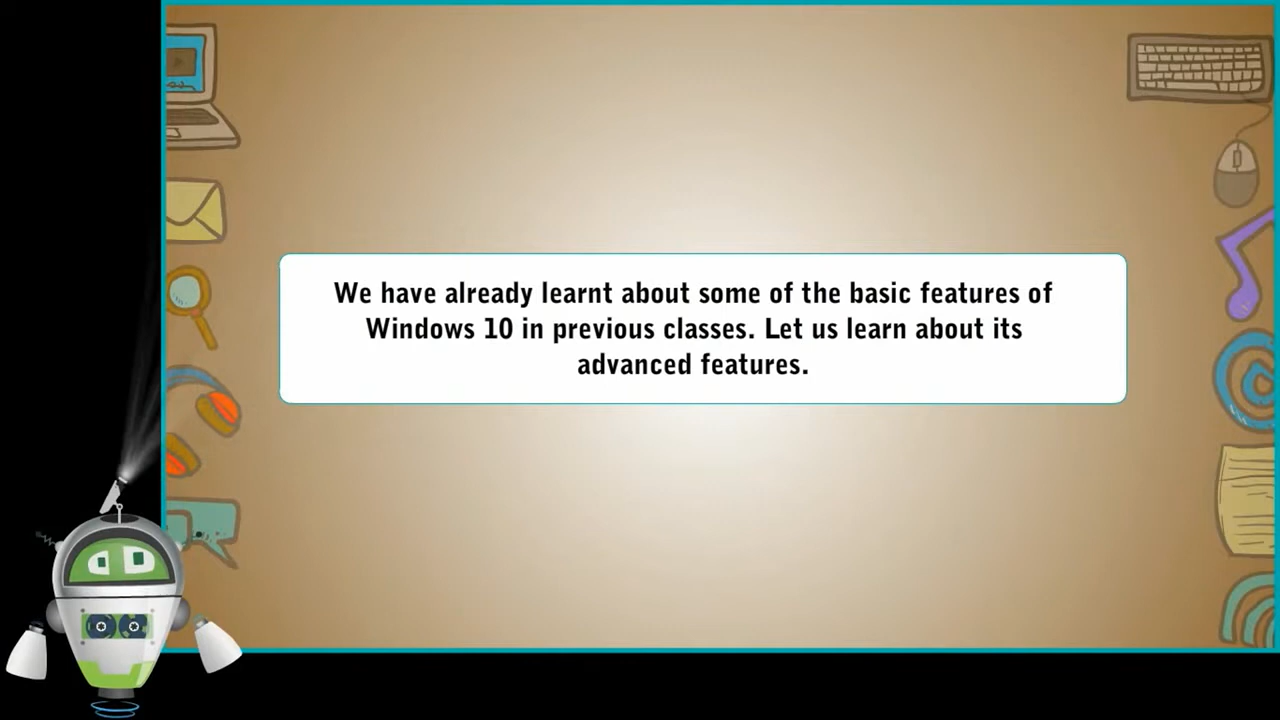 We have already learnt about some of the basic features of
Windows 10 in previous classes. Let us learn about its
advanced features.